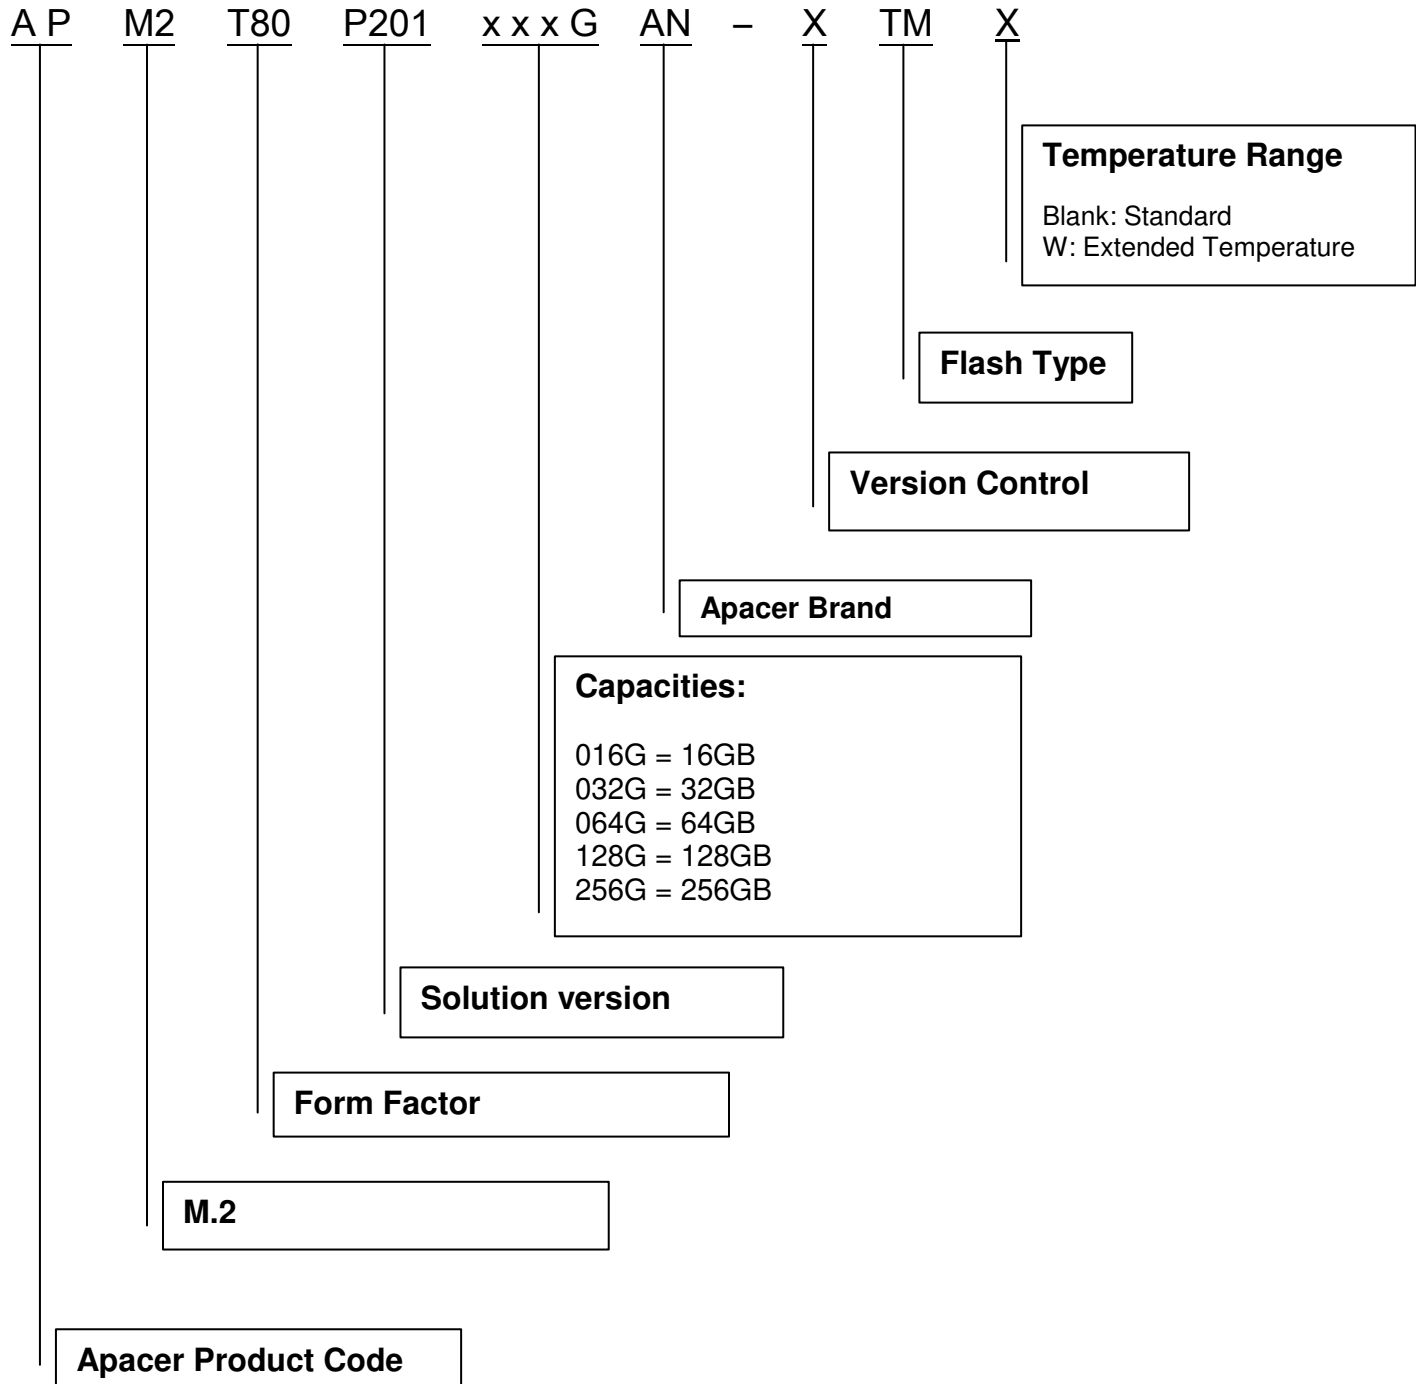 A P M2 T80 P201 x x x G AN – X TM X
Temperature Range
Blank: Standard
W: Extended Temperature
Flash Type
Version Control
Apacer Brand
Capacities:
016G = 16GB
032G = 32GB
064G = 64GB
128G = 128GB
256G = 256GB
Solution version
Form Factor
M.2
Apacer Product Code